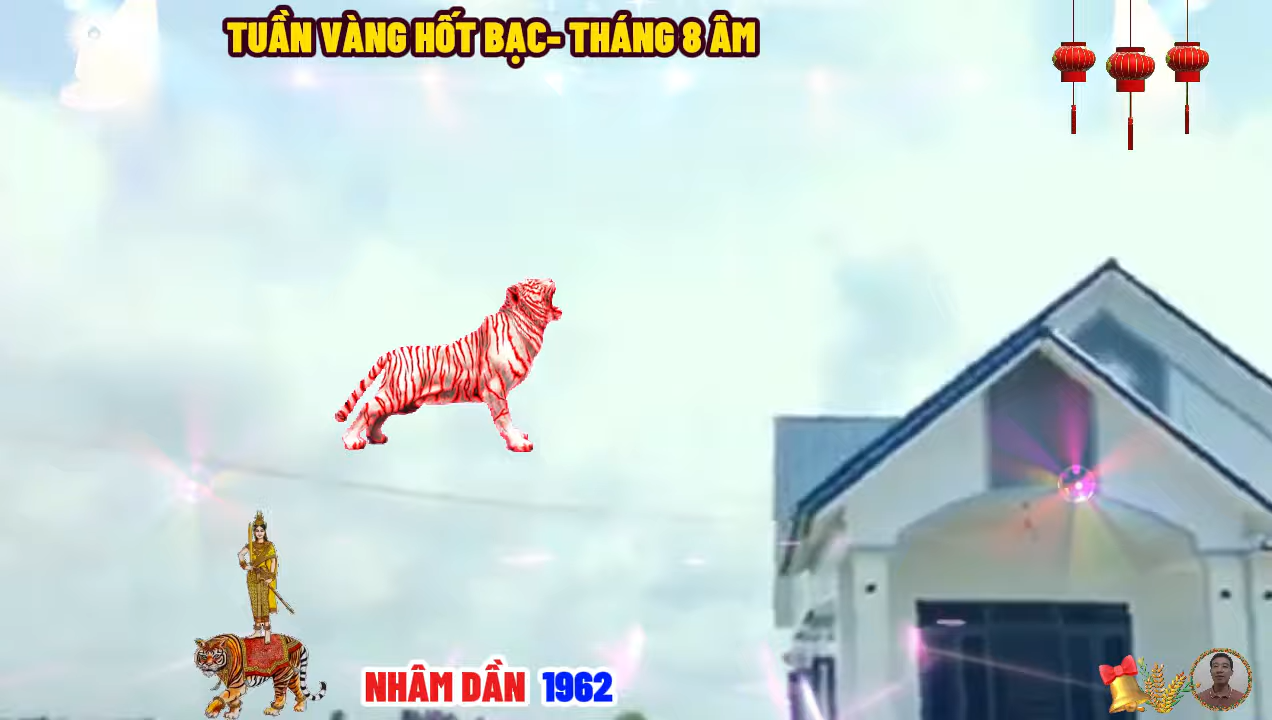 TUẦN VÀNG HỐT BẠC- THÁNG 8 ÂM
NHÂM DẦN 1962